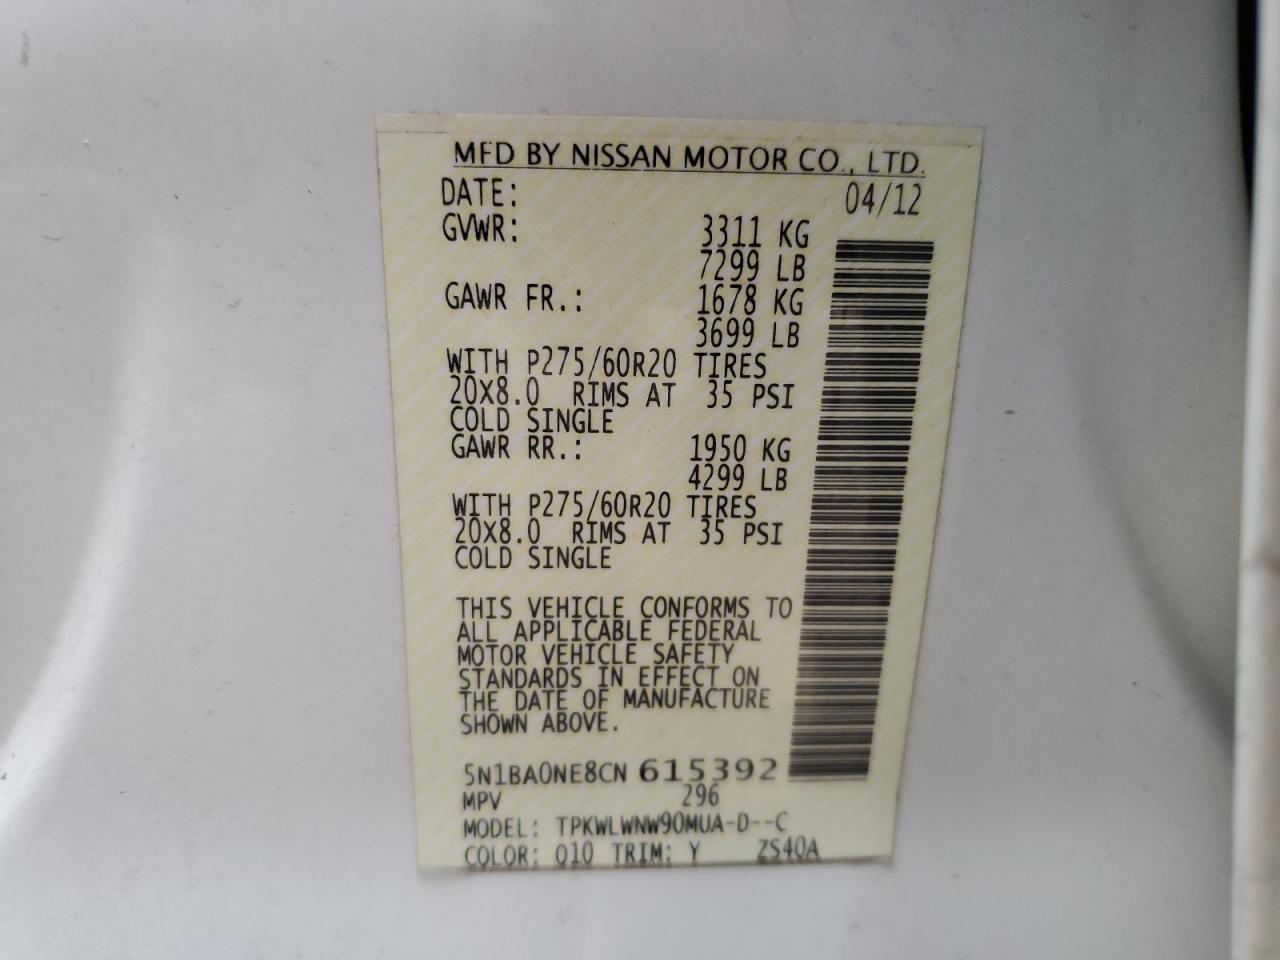 MFD BY NISSAN MOTOR CO., LTD.
DATE: 04/12
GVWR: 3311 KG
7299 LB
GAWR FR.: 1678 KG
3699 LB
WITH P275/60R20 TIRES
20X8.0 RIMS AT 35 PSI
COLD SINGLE
GAWR RR.: 1950 KG
4299 LB
WITH P275/60R20 TIRES
20X8.0 RIMS AT 35 PSI
COLD SINGLE
THIS VEHICLE CONFORMS TO
ALL APPLICABLE FEDERAL
MOTOR VEHICLE SAFETY
STANDARDS IN EFFECT ON
THE DATE OF MANUFACTURE
SHOWN ABOVE.
5N1BA0NE8CN 615392
MPV 296
MODEL: TPKWLWNW90MUA-D--C
COLOR: Q10 TRIM: Y ZS40A